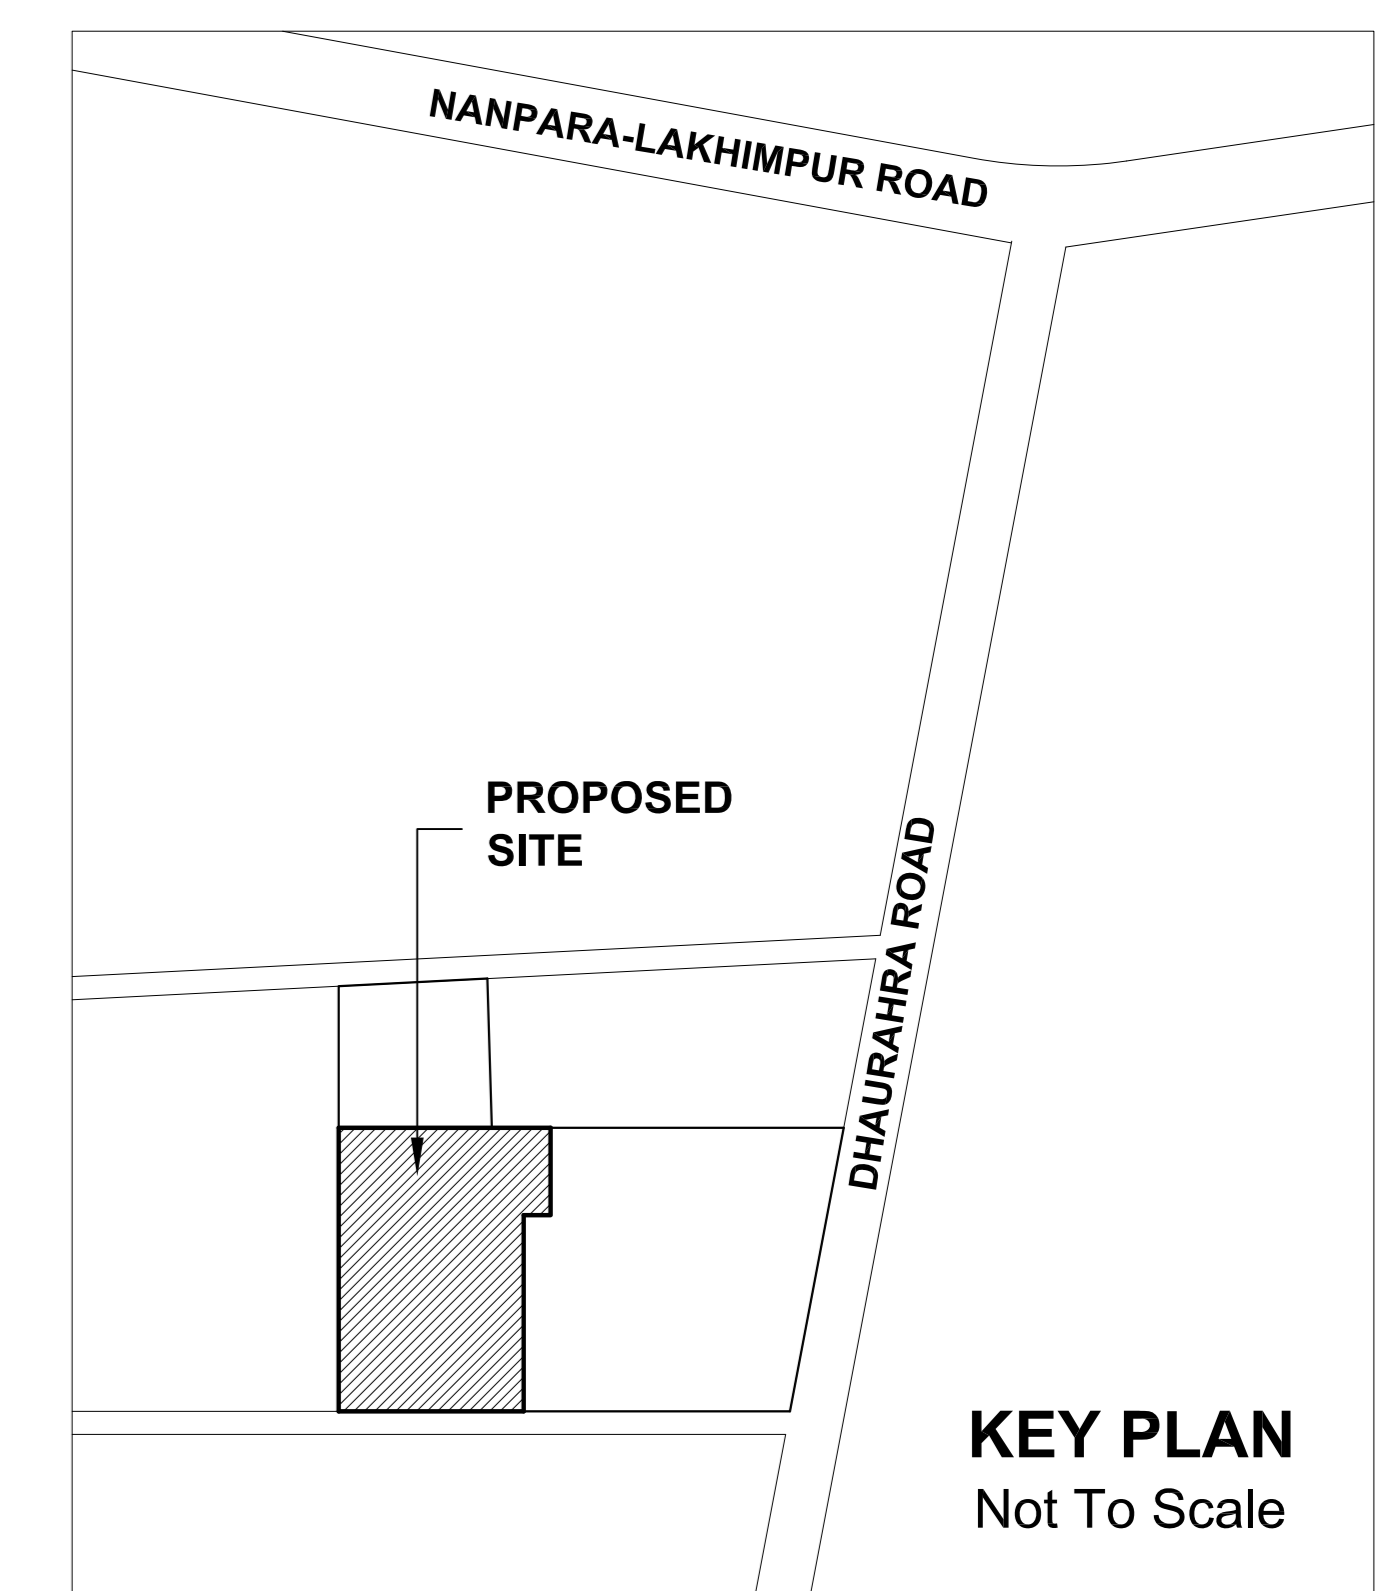 NANPARA-LAKHIMPUR ROAD
PROPOSED
SITE
DHAURAHRA ROAD
KEY PLAN
Not To Scale